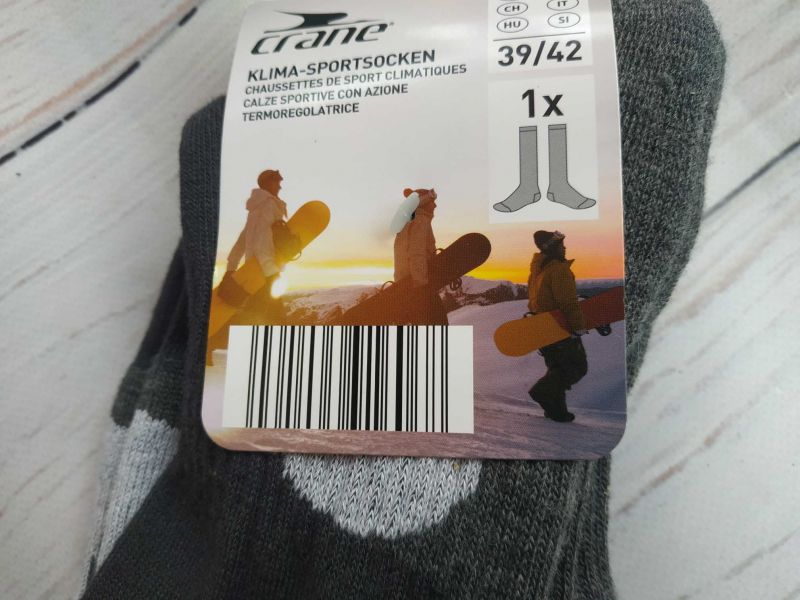 crane
KLIMA-SPORTSOCKEN
CHAUSSETTES DE SPORT CLIMATIQUES
CALZE SPORTIVE CON AZIONE
TERMOREGOLATRICE
CH IT
HU SI
39/42
1x